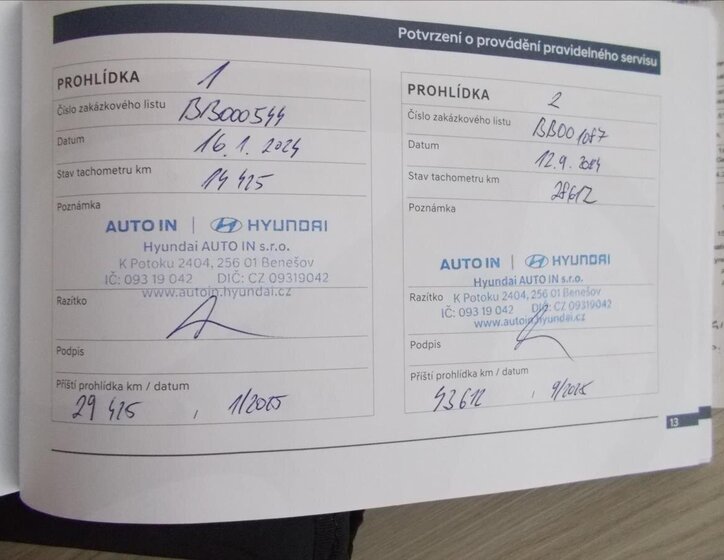 Potvrzení o provádění pravidelného servisu
PROHLÍDKA 1
Číslo zakázkového listu BB000544
Datum 16.1.2024
Stav tachometru km 14 425
Poznámka
AUTO IN | HYUNDAI
Hyundai AUTO IN s.r.o.
K Potoku 2404, 256 01 Benešov
IČ: 093 19 042 DIČ: CZ 09319042
www.autoin.hyundai.cz
Razítko
Podpis
Příští prohlídka km / datum
29 425 , 1/2025
PROHLÍDKA 2
Číslo zakázkového listu BB001087
Datum 12.9.2024
Stav tachometru km 28612
Poznámka
AUTO IN | HYUNDAI
Hyundai AUTO IN s.r.o.
Razítko K Potoku 2404, 256 01 Benešov
IČ: 093 19 042 DIČ: CZ 09319042
www.autoin.hyundai.cz
Podpis
Příští prohlídka km / datum
43612 , 9/2025
13